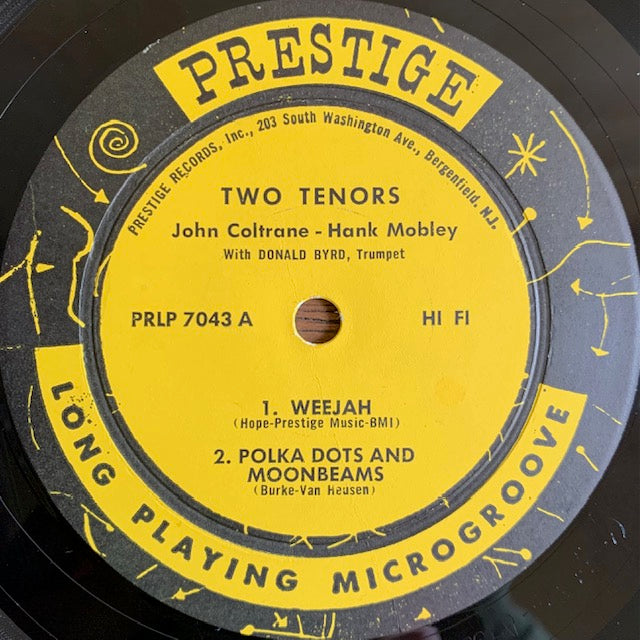 PRESTIGE
PRESTIGE RECORDS, Inc., 203 South Washington Ave., Bergenfield, N.J.
TWO TENORS
John Coltrane - Hank Mobley
With DONALD BYRD, Trumpet
PRLP 7043 A
HI FI
1. WEEJAH
(Hope-Prestige Music-BMI)
2. POLKA DOTS AND
MOONBEAMS
(Burke-Van Heusen)
LONG PLAYING MICROGROOVE